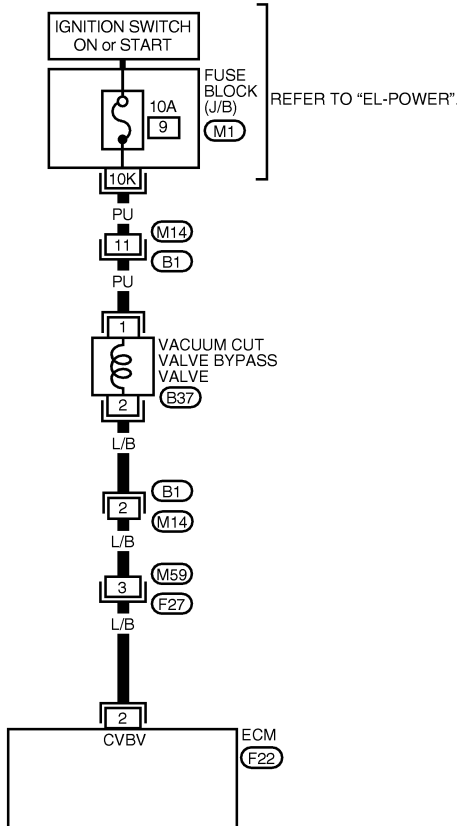 IGNITION SWITCH
ON or START
FUSE
BLOCK
(J/B)
10A
9
M1
REFER TO “EL-POWER”.
10K
PU
M14
11
B1
PU
1
VACUUM CUT
VALVE BYPASS
VALVE
B37
2
L/B
B1
2
M14
L/B
M59
3
F27
L/B
2
CVBV
ECM
F22